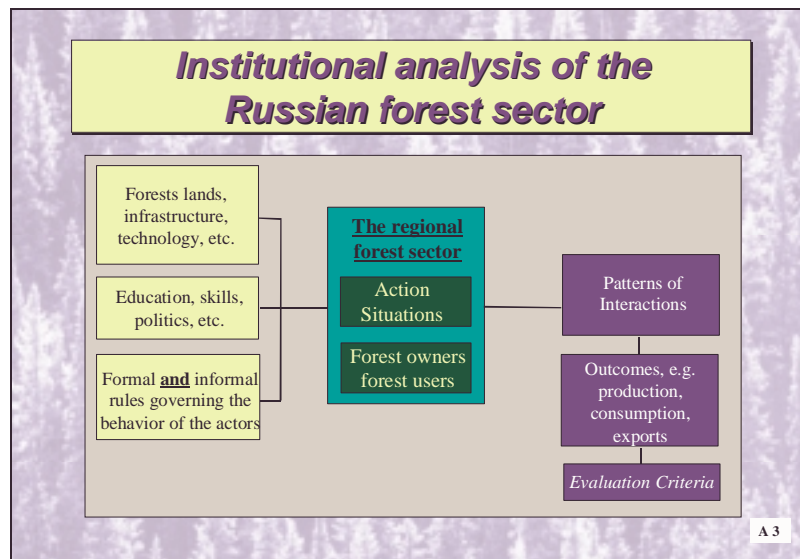 Institutional analysis of the
Russian forest sector
Forests lands,
infrastructure,
technology, etc.
Education, skills,
politics, etc.
Formal and informal
rules governing the
behavior of the actors
The regional
forest sector
Action
Situations
Forest owners
forest users
Patterns of
Interactions
Outcomes, e.g.
production,
consumption,
exports
Evaluation Criteria
A 3